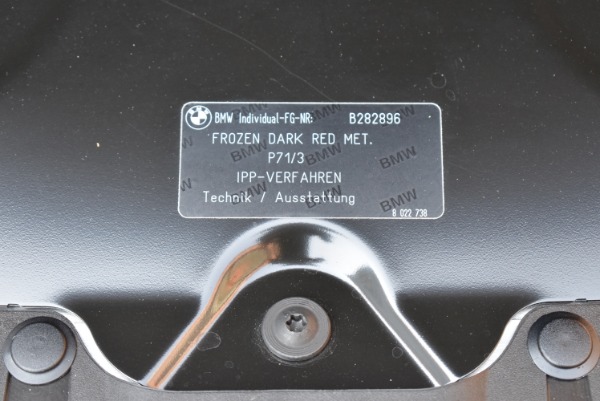 BMW Individual-FG-NR: B282896
FROZEN DARK RED MET.
P71/3
IPP-VERFAHREN
Technik / Ausstattung
8 022 738